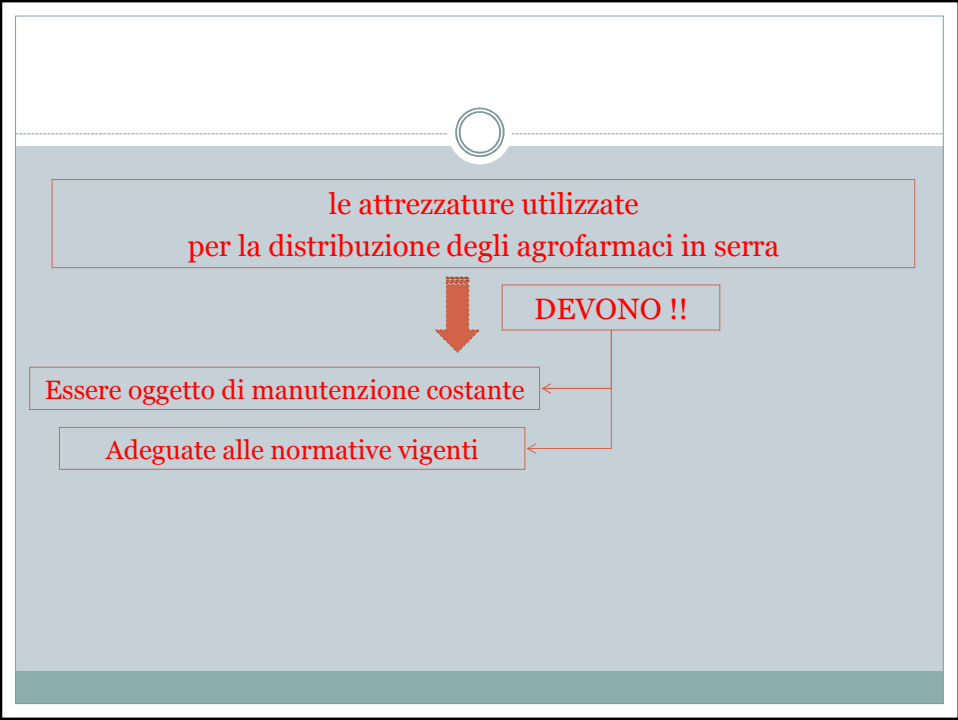 le attrezzature utilizzate
per la distribuzione degli agrofarmaci in serra
DEVONO !!
Essere oggetto di manutenzione costante
Adeguate alle normative vigenti